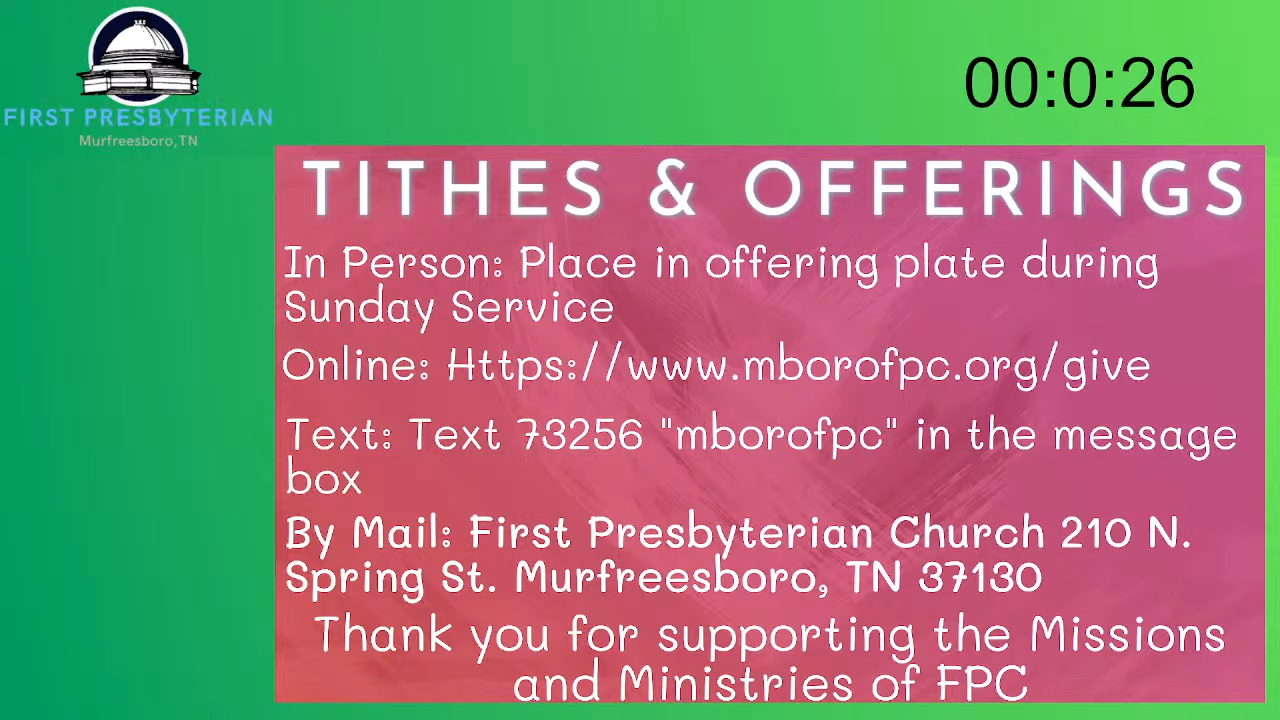 FIRST PRESBYTERIAN
Murfreesboro,TN
00:0:26
TITHES & OFFERINGS
In Person: Place in offering plate during
Sunday Service
Online: Https://www.mborofpc.org/give
Text: Text 73256 "mborofpc" in the message
box
By Mail: First Presbyterian Church 210 N.
Spring St. Murfreesboro, TN 37130
Thank you for supporting the Missions
and Ministries of FPC